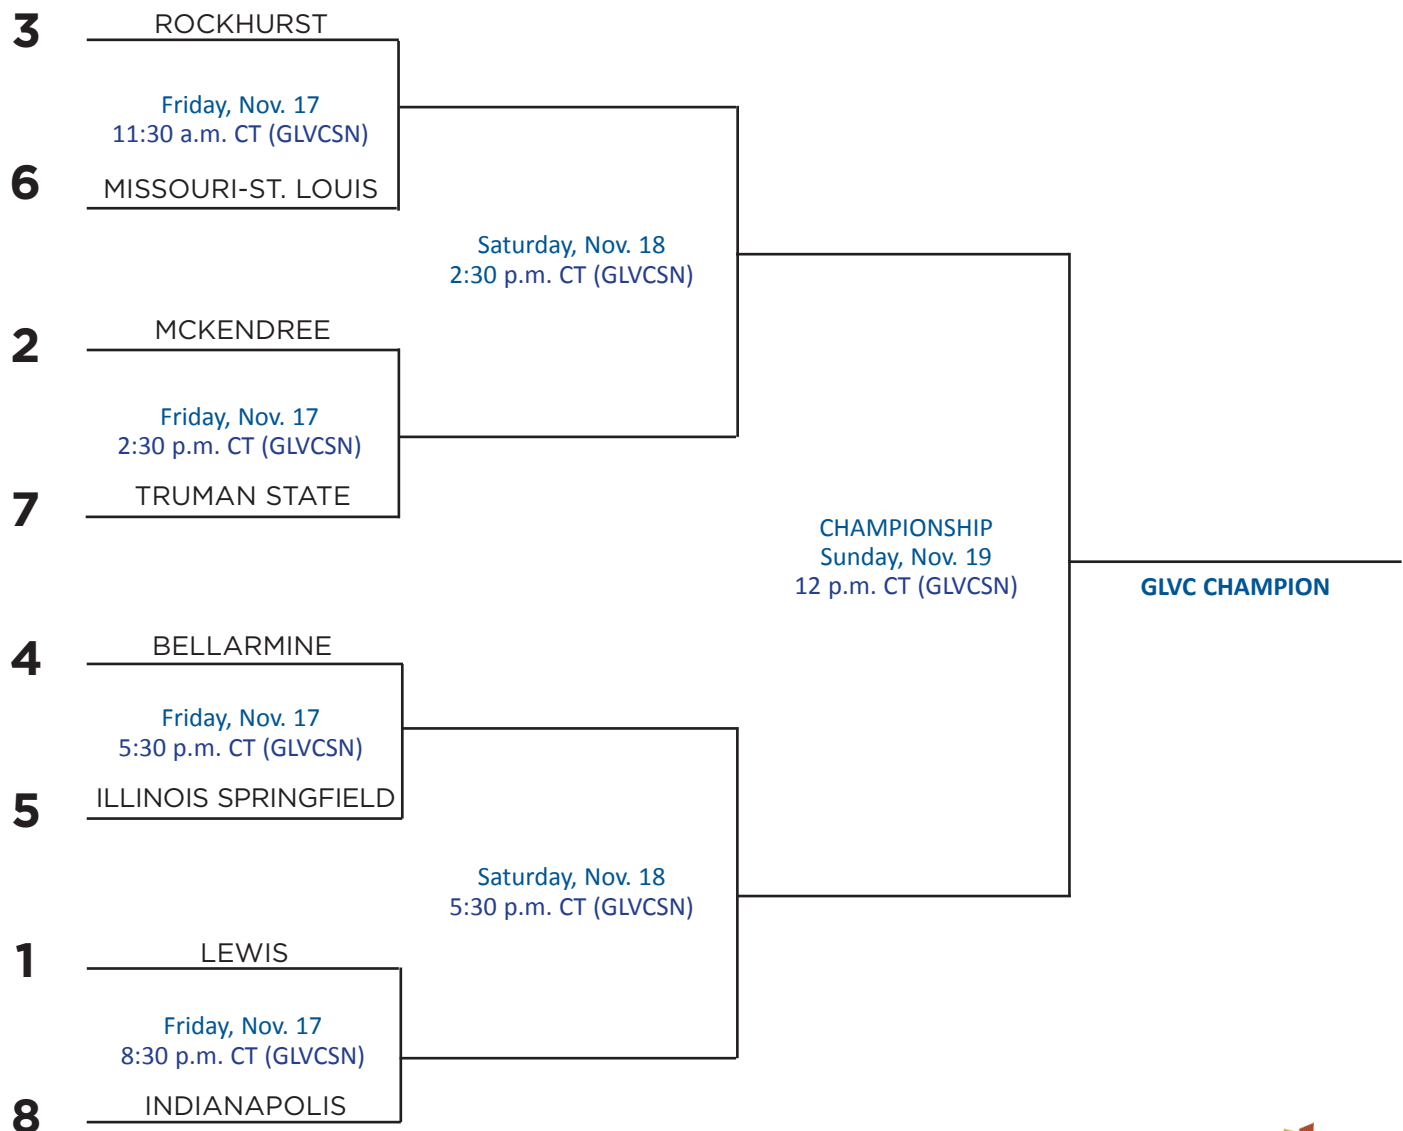 3
ROCKHURST
Friday, Nov. 17
11:30 a.m. CT (GLVCSN)
6
MISSOURI-ST. LOUIS
Saturday, Nov. 18
2:30 p.m. CT (GLVCSN)
2
MCKENDREE
Friday, Nov. 17
2:30 p.m. CT (GLVCSN)
7
TRUMAN STATE
CHAMPIONSHIP
Sunday, Nov. 19
12 p.m. CT (GLVCSN)
GLVC CHAMPION
4
BELLARMINE
Friday, Nov. 17
5:30 p.m. CT (GLVCSN)
5
ILLINOIS SPRINGFIELD
Saturday, Nov. 18
5:30 p.m. CT (GLVCSN)
1
LEWIS
Friday, Nov. 17
8:30 p.m. CT (GLVCSN)
8
INDIANAPOLIS